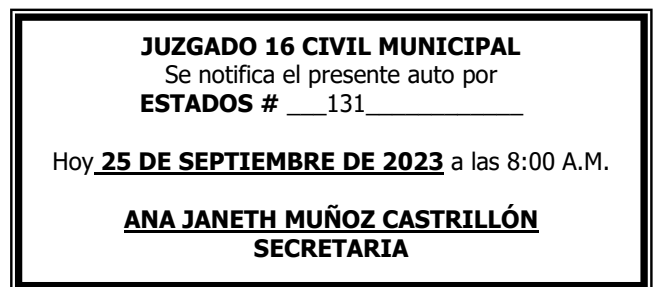 JUZGADO 16 CIVIL MUNICIPAL
Se notifica el presente auto por
ESTADOS # ___131____________
Hoy 25 DE SEPTIEMBRE DE 2023 a las 8:00 A.M.
ANA JANETH MUÑOZ CASTRILLÓN
SECRETARIA